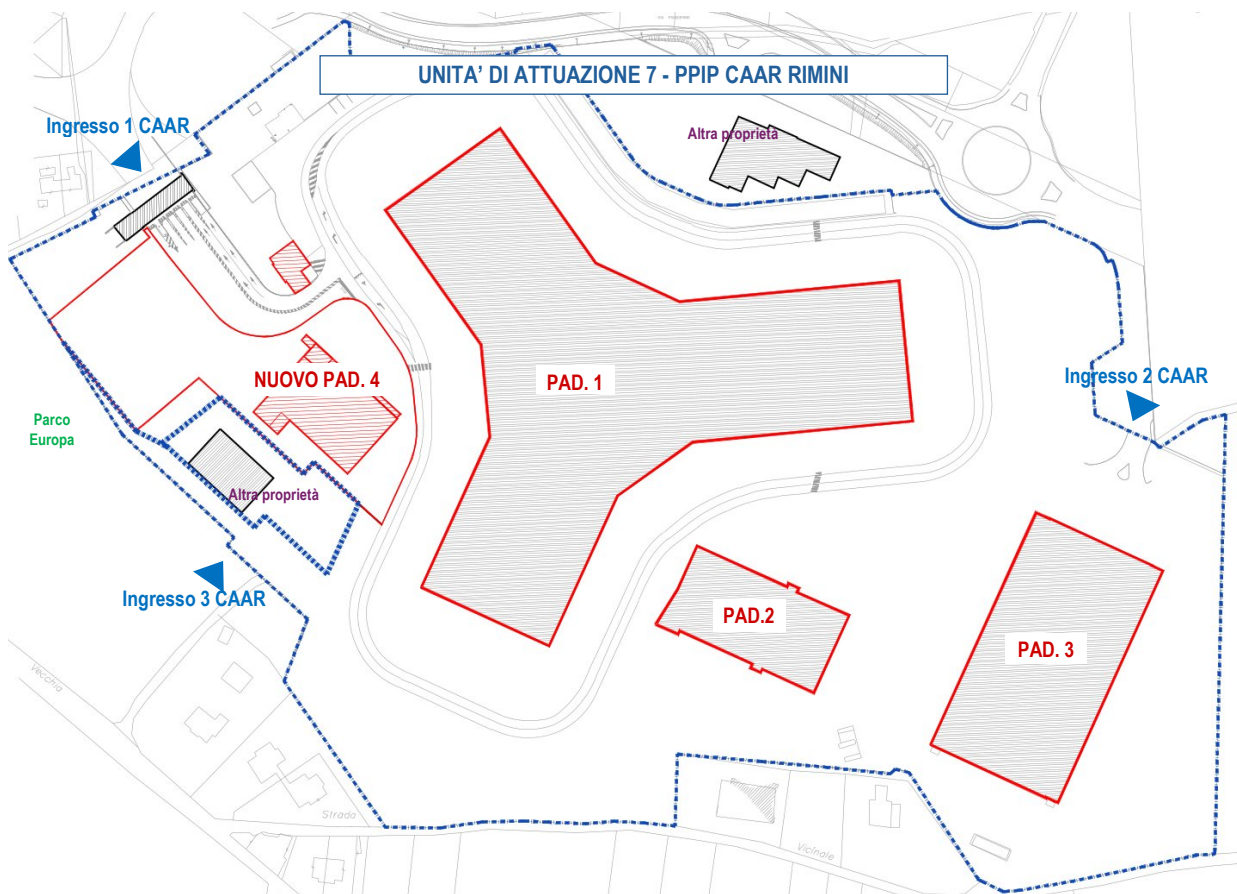 UNITA' DI ATTUAZIONE 7 - PPIP CAAR RIMINI
Ingresso 1 CAAR
Altra proprietà
NUOVO PAD. 4
PAD. 1
Ingresso 2 CAAR
Parco
Europa
Altra proprietà
Ingresso 3 CAAR
PAD.2
PAD. 3
Vecchia
Strada
Vicinale